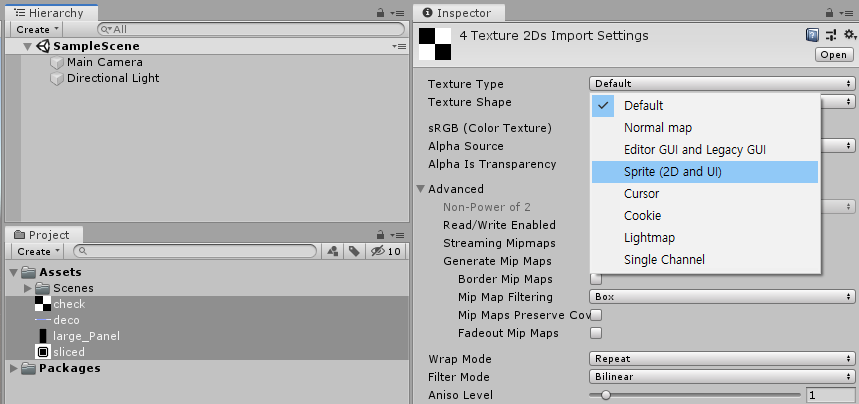 Hierarchy
Create
All
SampleScene
Main Camera
Directional Light
Project
Create
10
Assets
Scenes
check
deco
large_Panel
sliced
Packages
Inspector
4 Texture 2Ds Import Settings
Open
Texture Type
Default
Texture Shape
Default
Normal map
Editor GUI and Legacy GUI
Sprite (2D and UI)
Cursor
Cookie
Lightmap
Single Channel
sRGB (Color Texture)
Alpha Source
Alpha Is Transparency
Advanced
Non-Power of 2
Read/Write Enabled
Streaming Mipmaps
Generate Mip Maps
Border Mip Maps
Mip Map Filtering
Box
Mip Maps Preserve Cov
Fadeout Mip Maps
Wrap Mode
Repeat
Filter Mode
Bilinear
Aniso Level
1